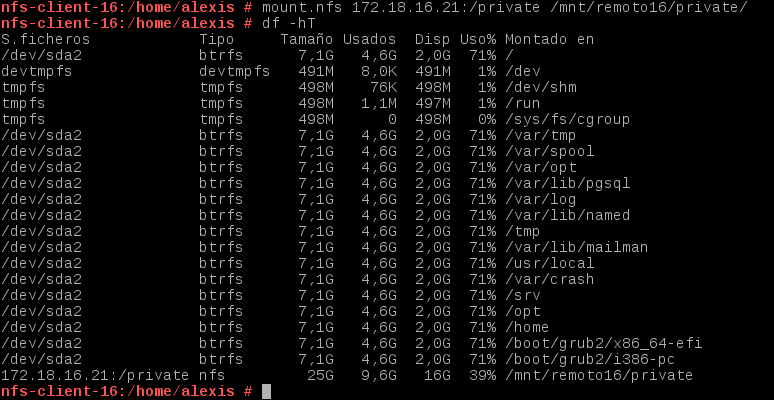 nfs-client-16:/home/alexis # mount.nfs 172.18.16.21:/private /mnt/remoto16/private/
nfs-client-16:/home/alexis # df -hT
S.ficheros Tipo Tamaño Usados Disp Uso% Montado en
/dev/sda2 btrfs 7,1G 4,6G 2,0G 71% /
devtmpfs devtmpfs 491M 8,0K 491M 1% /dev
tmpfs tmpfs 498M 76K 498M 1% /dev/shm
tmpfs tmpfs 498M 1,1M 497M 1% /run
tmpfs tmpfs 498M 0 498M 0% /sys/fs/cgroup
/dev/sda2 btrfs 7,1G 4,6G 2,0G 71% /var/tmp
/dev/sda2 btrfs 7,1G 4,6G 2,0G 71% /var/spool
/dev/sda2 btrfs 7,1G 4,6G 2,0G 71% /var/opt
/dev/sda2 btrfs 7,1G 4,6G 2,0G 71% /var/lib/pgsql
/dev/sda2 btrfs 7,1G 4,6G 2,0G 71% /var/log
/dev/sda2 btrfs 7,1G 4,6G 2,0G 71% /var/lib/named
/dev/sda2 btrfs 7,1G 4,6G 2,0G 71% /tmp
/dev/sda2 btrfs 7,1G 4,6G 2,0G 71% /var/lib/mailman
/dev/sda2 btrfs 7,1G 4,6G 2,0G 71% /usr/local
/dev/sda2 btrfs 7,1G 4,6G 2,0G 71% /var/crash
/dev/sda2 btrfs 7,1G 4,6G 2,0G 71% /srv
/dev/sda2 btrfs 7,1G 4,6G 2,0G 71% /opt
/dev/sda2 btrfs 7,1G 4,6G 2,0G 71% /home
/dev/sda2 btrfs 7,1G 4,6G 2,0G 71% /boot/grub2/x86_64-efi
/dev/sda2 btrfs 7,1G 4,6G 2,0G 71% /boot/grub2/i386-pc
172.18.16.21:/private nfs 25G 9,6G 16G 39% /mnt/remoto16/private
nfs-client-16:/home/alexis #